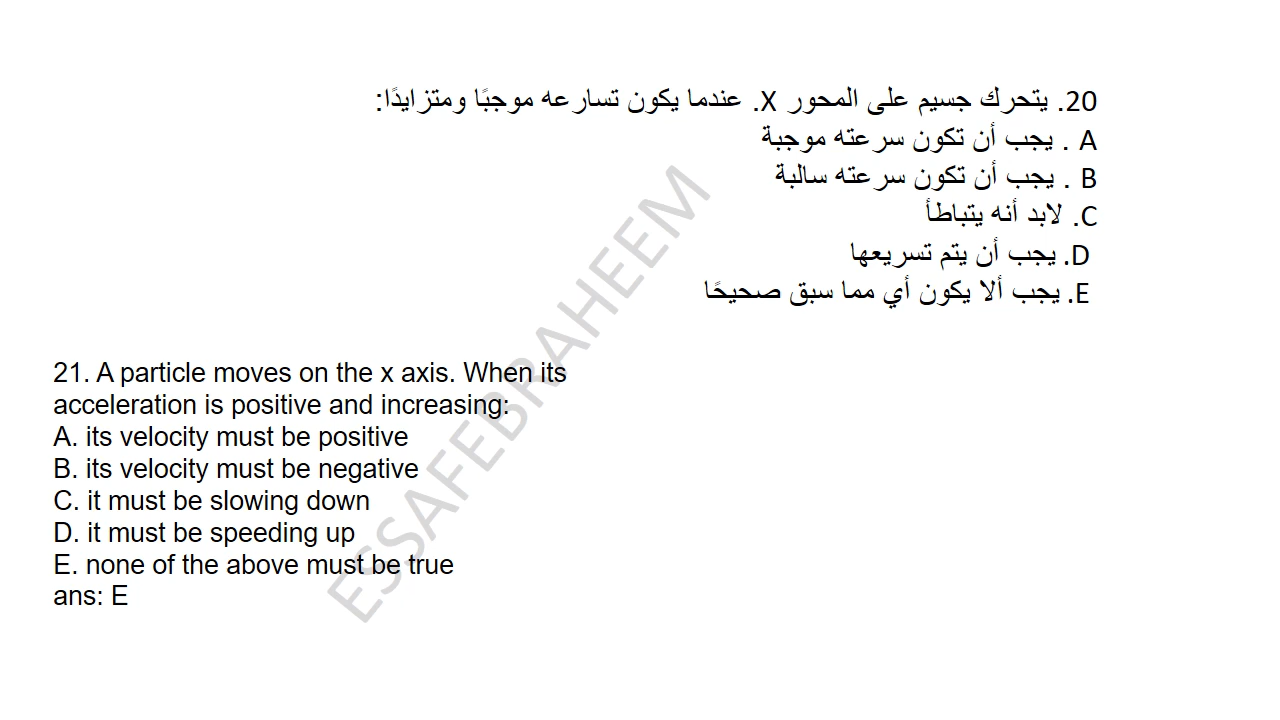 20. يتحرك جسيم على المحور X. عندما يكون تسارعه موجبًا ومتزايدًا:
A . يجب أن تكون سرعته موجبة
B . يجب أن تكون سرعته سالبة
C. لابد أنه يتباطأ
D. يجب أن يتم تسريعها
E. يجب ألا يكون أي مما سبق صحيحًا
21. A particle moves on the x axis. When its
acceleration is positive and increasing:
A. its velocity must be positive
B. its velocity must be negative
C. it must be slowing down
D. it must be speeding up
E. none of the above must be true
ans: E
ESSAFEBRAHEEM